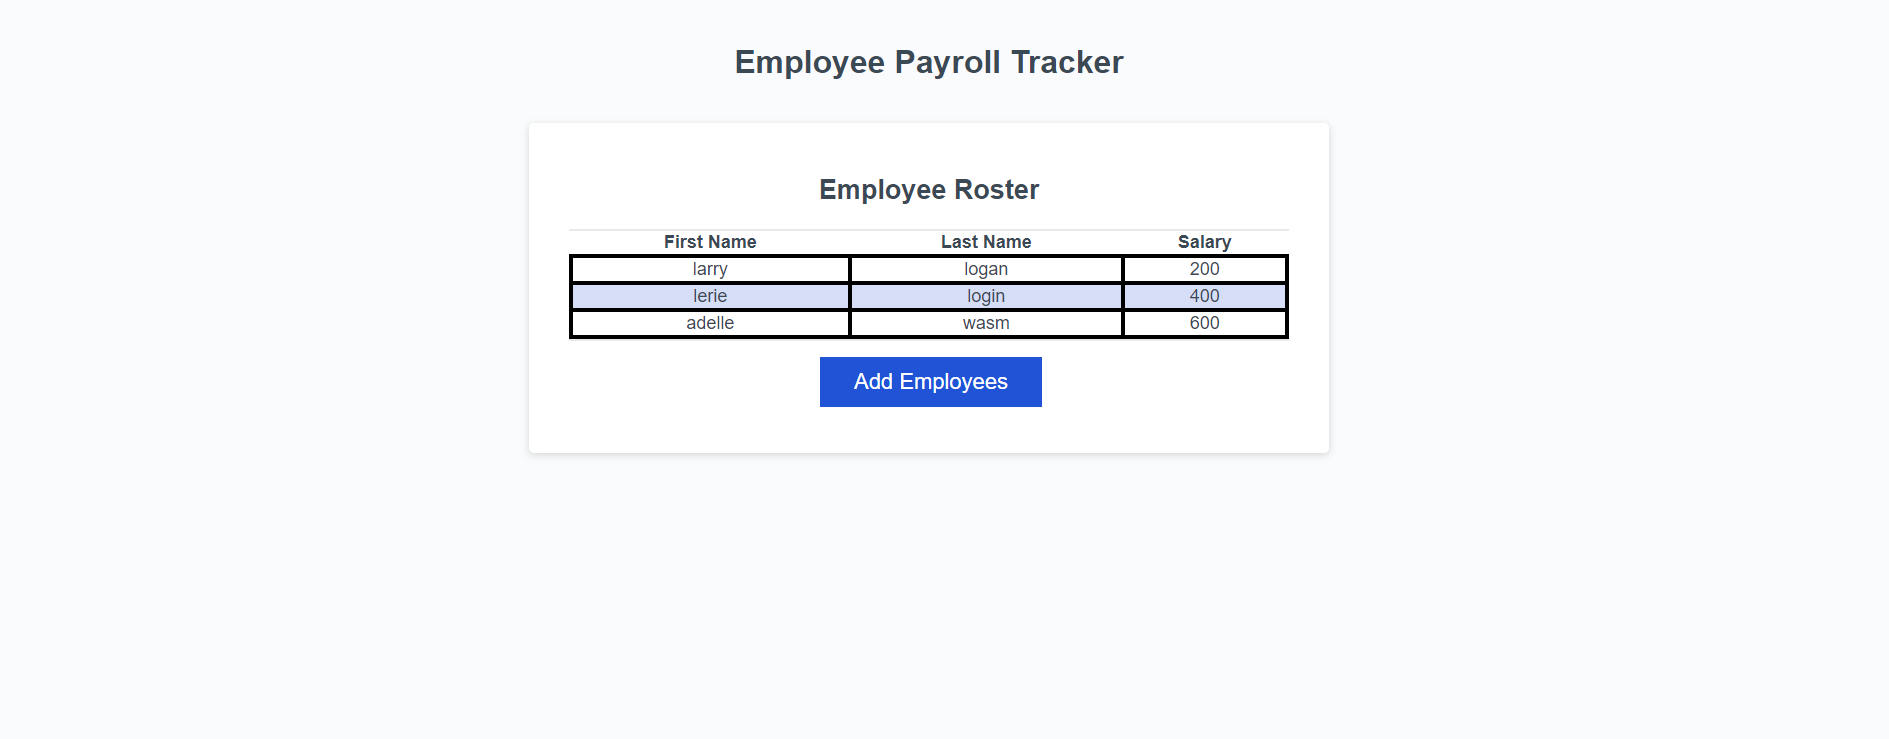 Employee Payroll Tracker
Employee Roster
First Name Last Name Salary
larry logan 200
lerie login 400
adelle wasm 600
Add Employees